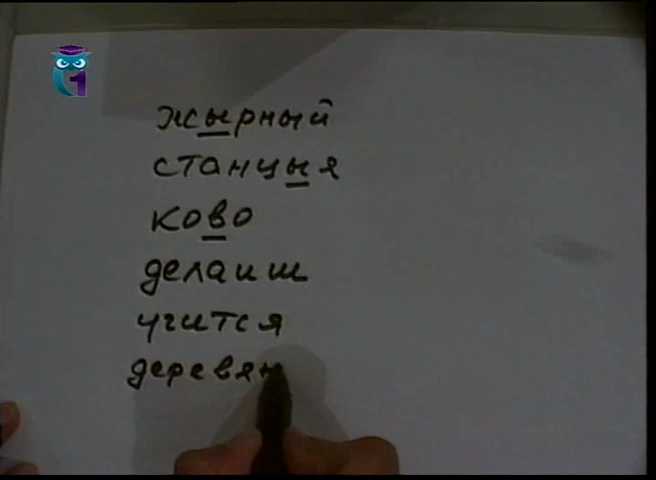 жырный
станцыя
ково
делаиш
учится
деревян